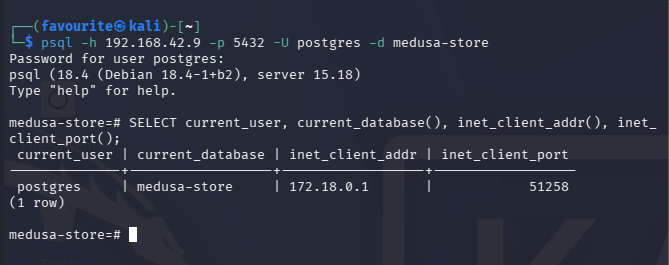 ┌──(favourite㉿kali)-[~]
└─$ psql -h 192.168.42.9 -p 5432 -U postgres -d medusa-store
Password for user postgres:
psql (18.4 (Debian 18.4-1+b2), server 15.18)
Type "help" for help.

medusa-store=# SELECT current_user, current_database(), inet_client_addr(), inet_
client_port();
 current_user | current_database | inet_client_addr | inet_client_port
--------------+------------------+------------------+------------------
 postgres     | medusa-store     | 172.18.0.1       |            51258
(1 row)

medusa-store=#